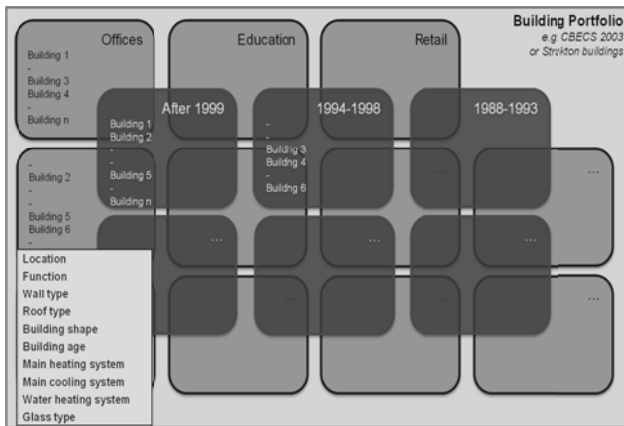 Building Portfolio
e.g. CBECS 2003
or Strukton buildings
Offices
Building 1
-
Building 3
Building 4
-
Building n
Education
Retail
After 1999
Building 1
Building 2
-
-
Building 5
-
Building n
1994-1998
-
-
Building 3
Building 4
-
Building 6
1988-1993
-
Building 2
-
-
Building 5
Building 6
-
...
...
...
...
...
...
...
...
...
Location
Function
Wall type
Roof type
Building shape
Building age
Main heating system
Main cooling system
Water heating system
Glass type